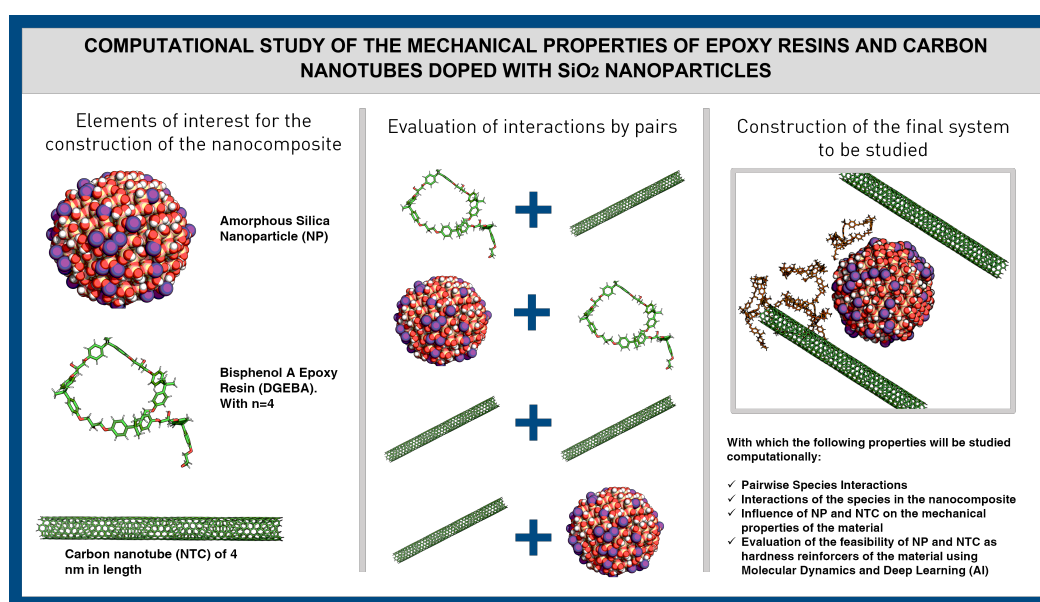 COMPUTATIONAL STUDY OF THE MECHANICAL PROPERTIES OF EPOXY RESINS AND CARBON
NANOTUBES DOPED WITH SiO2 NANOPARTICLES
Elements of interest for the
construction of the nanocomposite
Amorphous Silica
Nanoparticle (NP)
Bisphenol A Epoxy
Resin (DGEBA).
With n=4
Carbon nanotube (NTC) of 4
nm in length
Evaluation of interactions by pairs
Construction of the final system
to be studied
With which the following properties will be studied
computationally:
✓ Pairwise Species Interactions
✓ Interactions of the species in the nanocomposite
✓ Influence of NP and NTC on the mechanical
properties of the material
✓ Evaluation of the feasibility of NP and NTC as
hardness reinforcers of the material using
Molecular Dynamics and Deep Learning (AI)